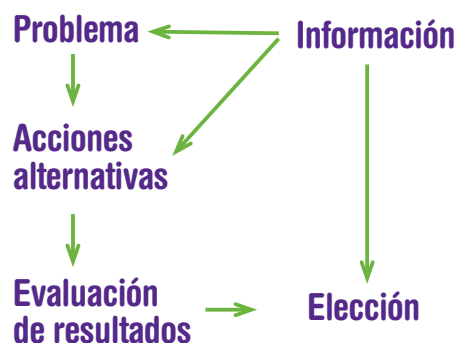 Problema
Información
Acciones
alternativas
Evaluación
de resultados
Elección